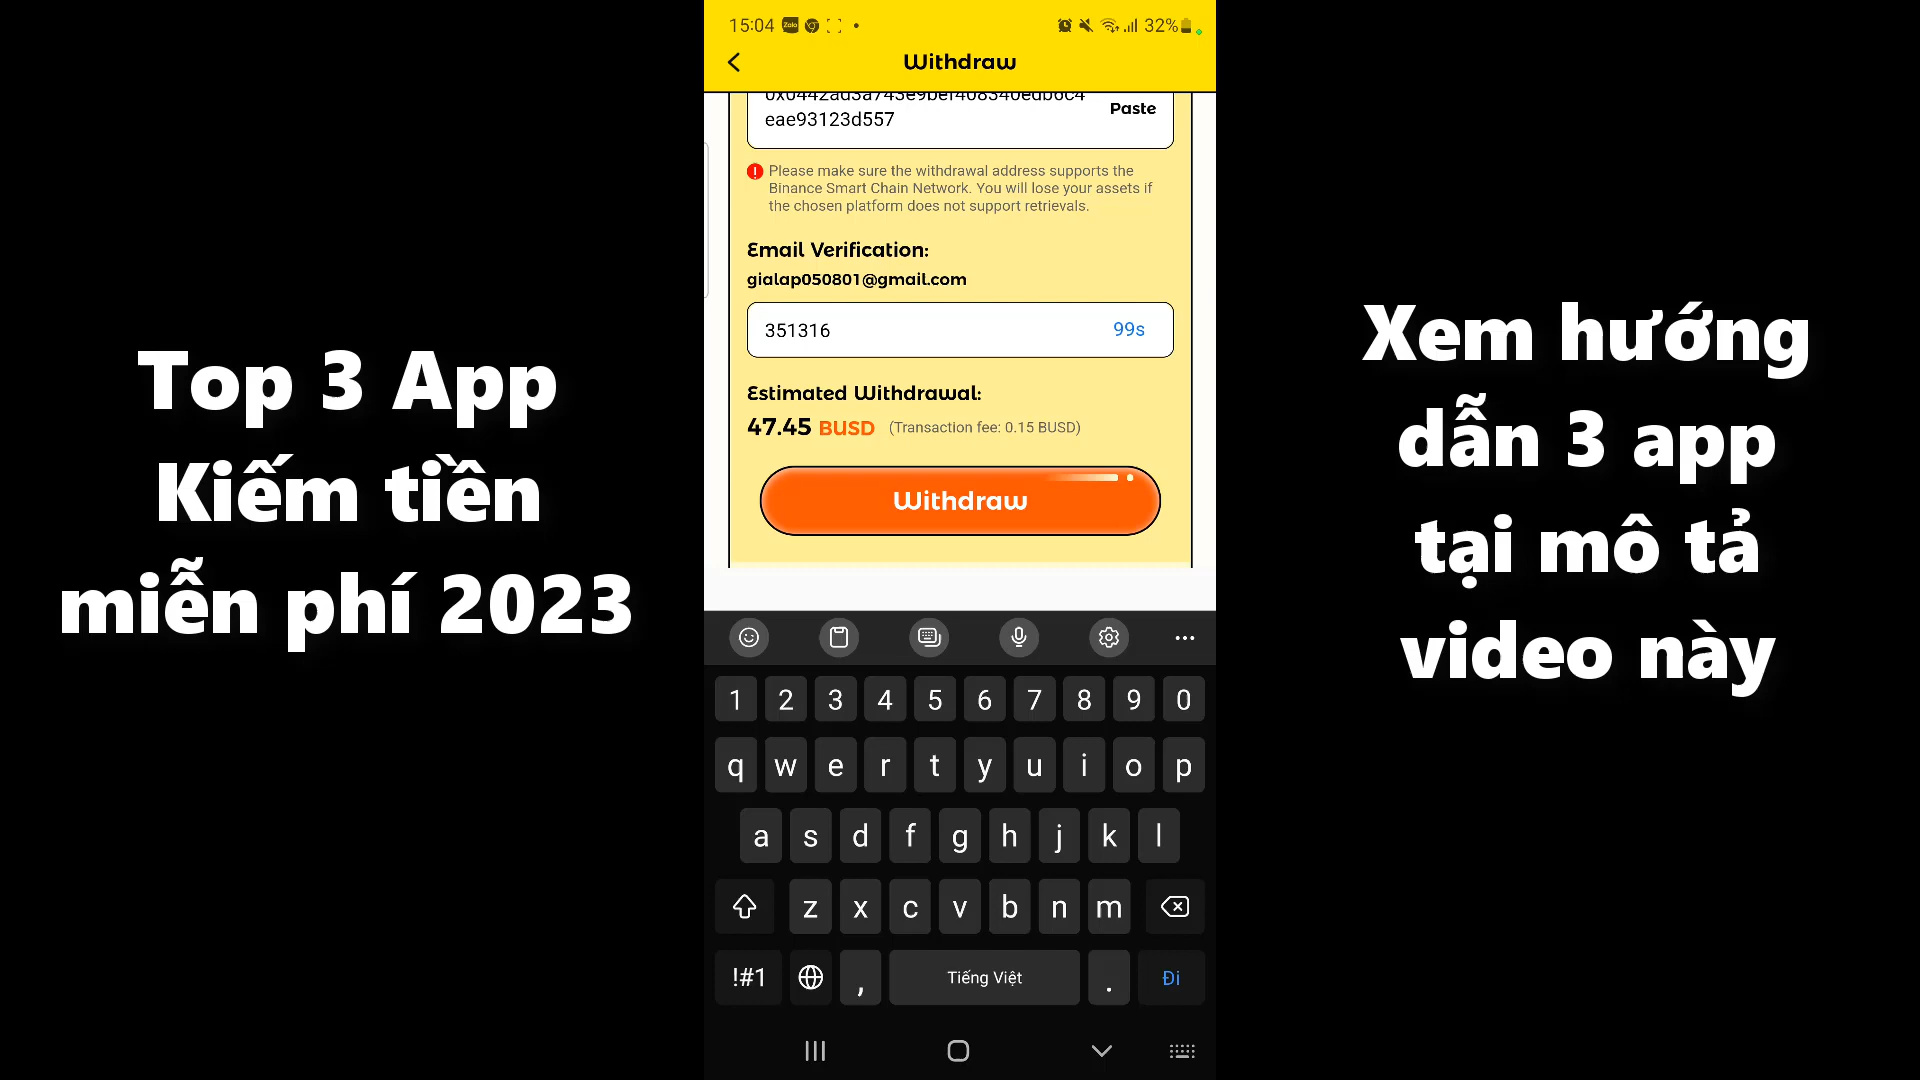 Top 3 App
Kiếm tiền
miễn phí 2023
15:04
32%
Withdraw
0x0442ad3a743e9bef408340edb6c4
eae93123d557
Paste
Please make sure the withdrawal address supports the
Binance Smart Chain Network. You will lose your assets if
the chosen platform does not support retrievals.
Email Verification:
gialap050801@gmail.com
351316
99s
Estimated Withdrawal:
47.45 BUSD (Transaction fee: 0.15 BUSD)
Withdraw
1 2 3 4 5 6 7 8 9 0
q w e r t y u i o p
a s d f g h j k l
z x c v b n m
!#1 , Tiếng Việt . Đi
Xem hướng
dẫn 3 app
tại mô tả
video này